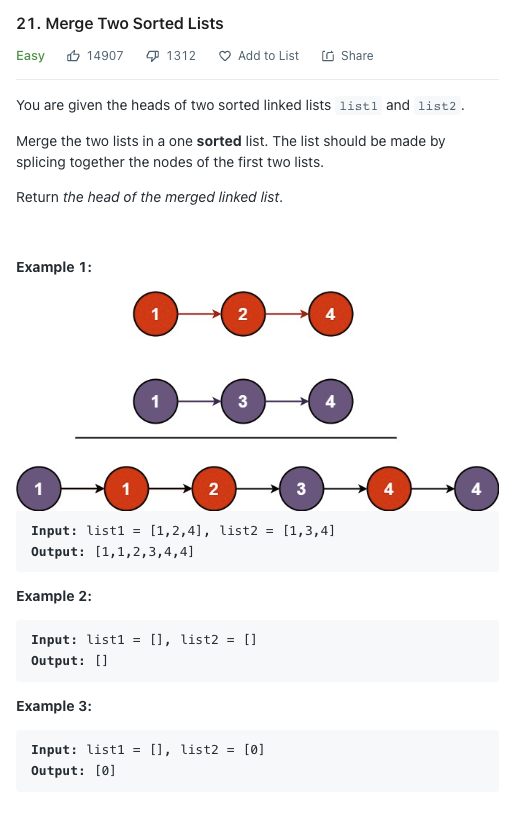 21. Merge Two Sorted Lists
Easy 14907 1312 Add to List Share
You are given the heads of two sorted linked lists list1 and list2 .
Merge the two lists in a one sorted list. The list should be made by
splicing together the nodes of the first two lists.
Return the head of the merged linked list.
Example 1:
1 2 4
1 3 4
1 1 2 3 4 4
Input: list1 = [1,2,4], list2 = [1,3,4]
Output: [1,1,2,3,4,4]
Example 2:
Input: list1 = [], list2 = []
Output: []
Example 3:
Input: list1 = [], list2 = [0]
Output: [0]